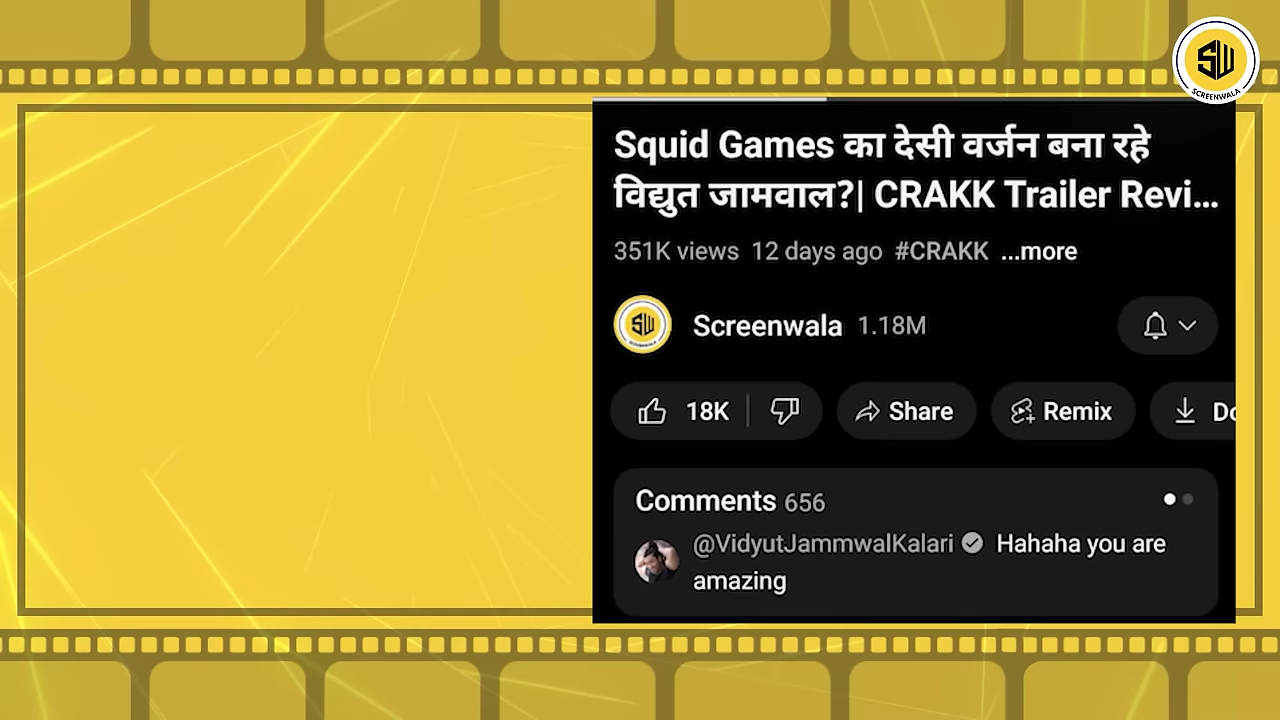 SW
SCREENWALA
Squid Games का देसी वर्जन बना रहे
विद्युत जामवाल?| CRAKK Trailer Revi...
351K views 12 days ago #CRAKK ...more
SW
Screenwala 1.18M
18K Share Remix Do
Comments 656
@VidyutJammwalKalari Hahaha you are
amazing